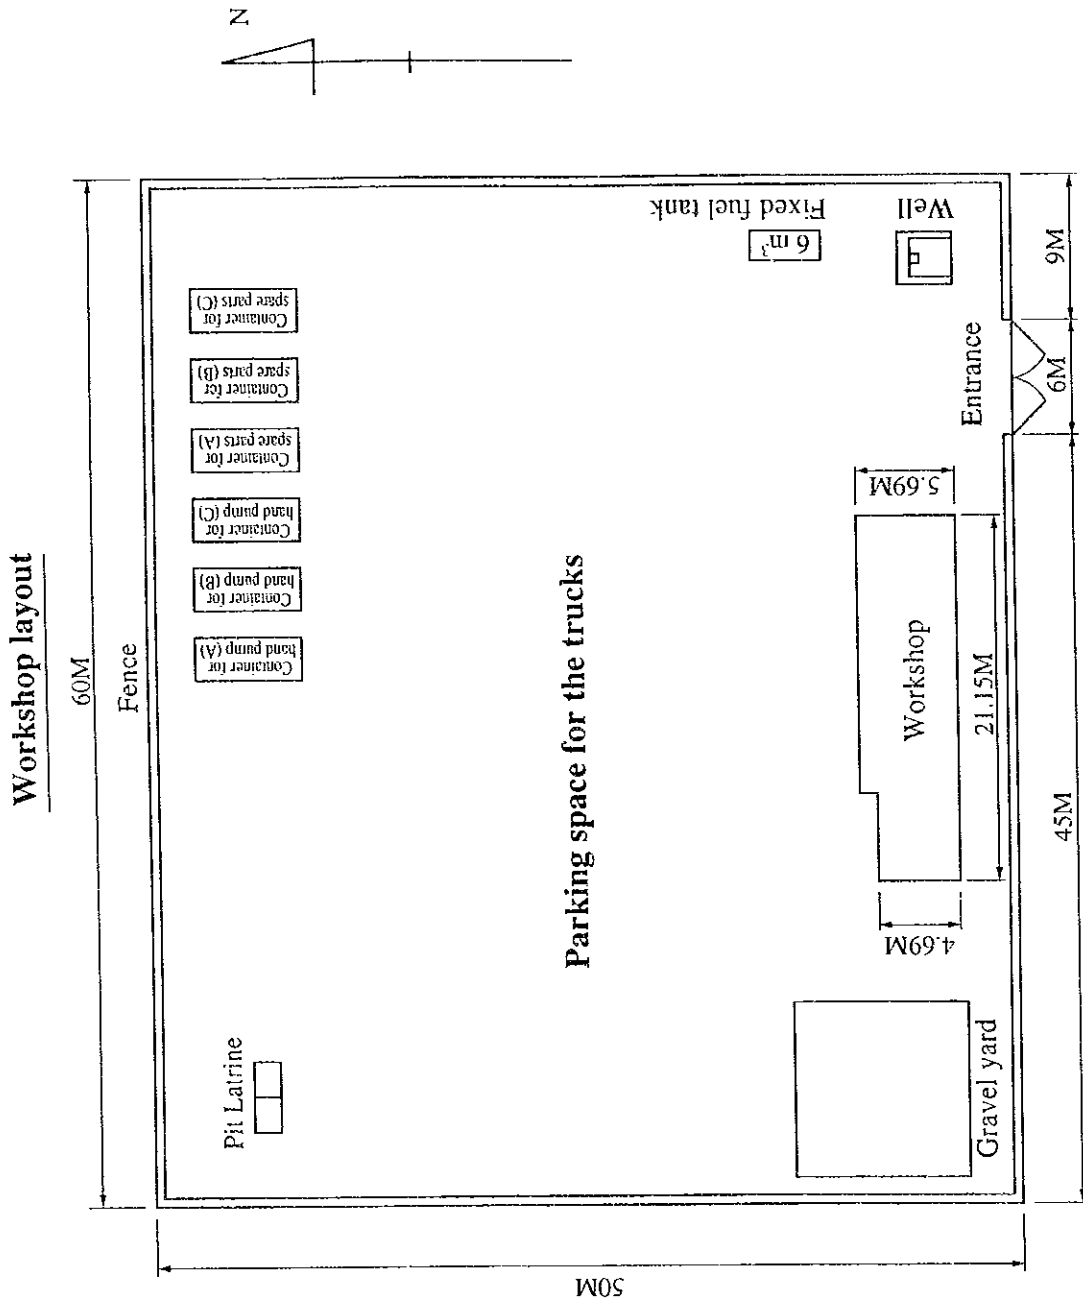 Workshop layout
N
60M
Fence
Pit Latrine
Container for
hand pump (A)
Container for
hand pump (B)
Container for
hand pump (C)
Container for
spare parts (A)
Container fcr
spare parts (B)
Container for
spare parts (C)
50M
Parking space for the trucks
6 m³
Fixed fuel tank
Gravel yard
4.69M
Workshop
21.15M
5.69M
Entrance
Well
45M
6M
9M